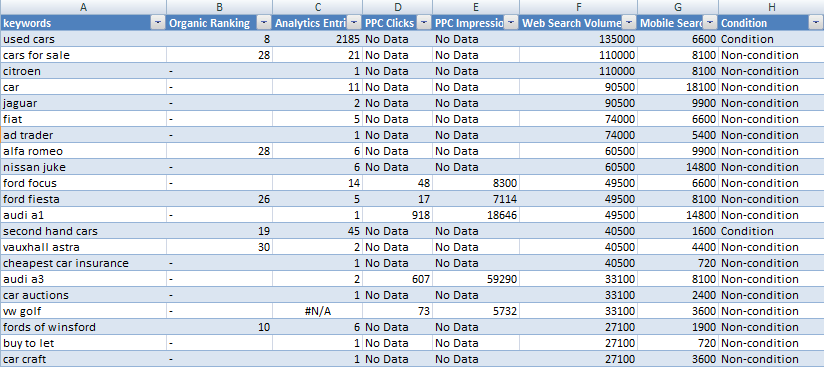 A B C D E F G H
keywords Organic Ranking Analytics Entri PPC Clicks PPC Impressio Web Search Volume Mobile Searc Condition
used cars 8 2185 No Data No Data 135000 6600 Condition
cars for sale 28 21 No Data No Data 110000 8100 Non-condition
citroen - 1 No Data No Data 110000 8100 Non-condition
car - 11 No Data No Data 90500 18100 Non-condition
jaguar - 2 No Data No Data 90500 9900 Non-condition
fiat - 5 No Data No Data 74000 6600 Non-condition
ad trader - 1 No Data No Data 74000 5400 Non-condition
alfa romeo 28 6 No Data No Data 60500 9900 Non-condition
nissan juke - 6 No Data No Data 60500 14800 Non-condition
ford focus - 14 48 8300 49500 6600 Non-condition
ford fiesta 26 5 17 7114 49500 8100 Non-condition
audi a1 - 1 918 18646 49500 14800 Non-condition
second hand cars 19 45 No Data No Data 40500 1600 Condition
vauxhall astra 30 2 No Data No Data 40500 4400 Non-condition
cheapest car insurance - 1 No Data No Data 40500 720 Non-condition
audi a3 - 2 607 59290 33100 8100 Non-condition
car auctions - 1 No Data No Data 33100 2400 Non-condition
vw golf - #N/A 73 5732 33100 3600 Non-condition
fords of winsford 10 6 No Data No Data 27100 1900 Non-condition
buy to let - 1 No Data No Data 27100 720 Non-condition
car craft - 1 No Data No Data 27100 3600 Non-condition